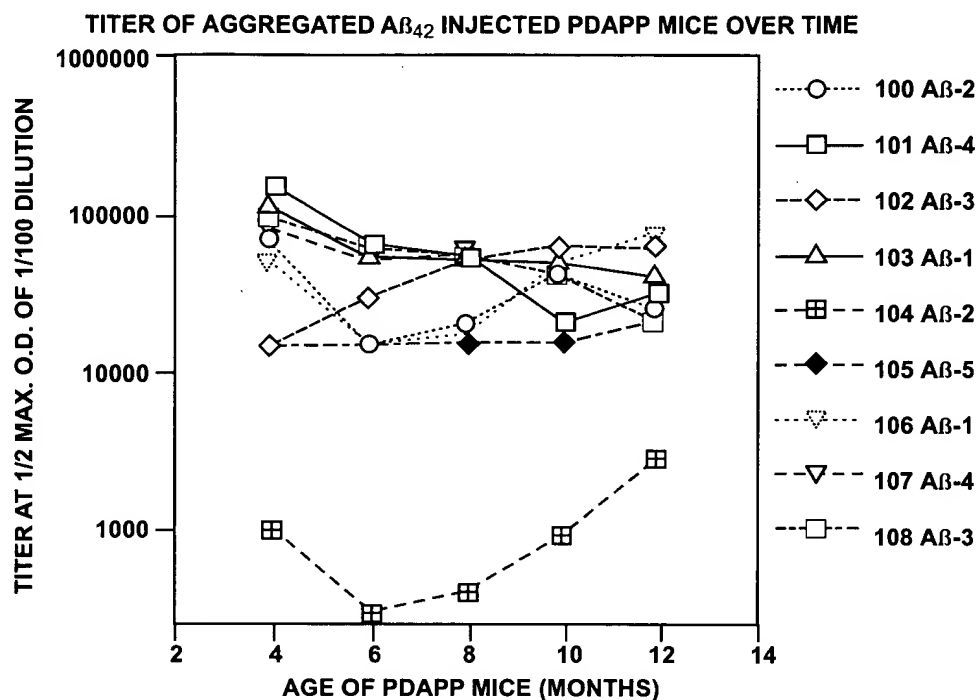 TITER OF AGGREGATED Aß₄₂ INJECTED PDAPP MICE OVER TIME
TITER AT 1/2 MAX. O.D. OF 1/100 DILUTION
1000000
100000
10000
1000
2 4 6 8 10 12 14
AGE OF PDAPP MICE (MONTHS)
100 Aß-2
101 Aß-4
102 Aß-3
103 Aß-1
104 Aß-2
105 Aß-5
106 Aß-1
107 Aß-4
108 Aß-3